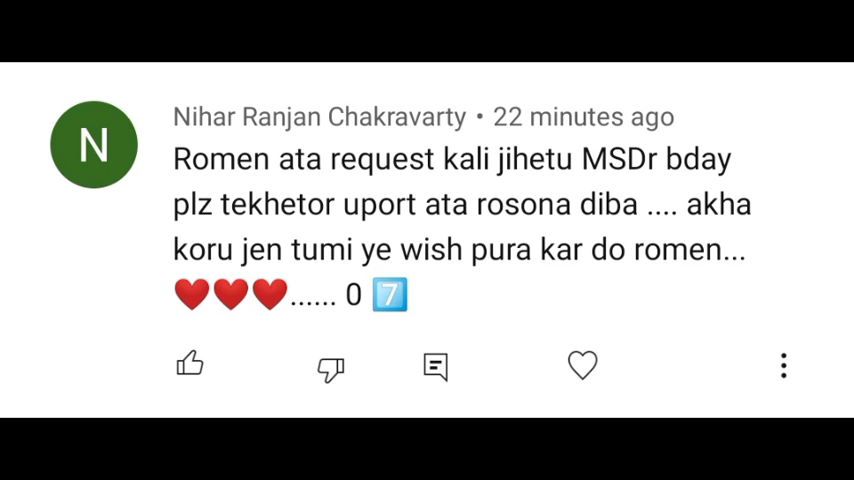 Nihar Ranjan Chakravarty • 22 minutes ago
Romen ata request kali jihetu MSDr bday
plz tekhetor uport ata rosona diba .... akha
koru jen tumi ye wish pura kar do romen...
❤️❤️❤️...... 0 7️⃣